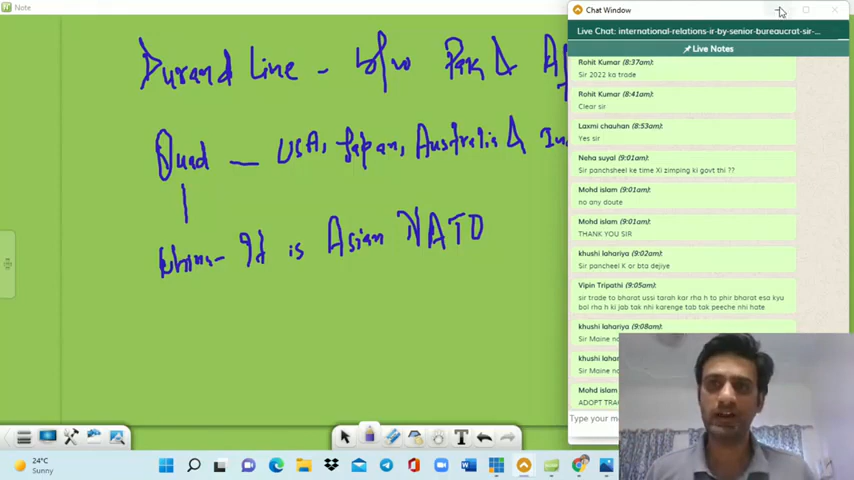 Note
Durand Line - b/w Pak &
Quad - USA, Japan, Australia &
China - It is Asian NATO
Chat Window
Live Chat: international-relations-ir-by-senior-bureaucrat-sir-...
Live Notes
Rohit Kumar (8:37am):
Sir 2022 ka trade
Rohit Kumar (8:41am):
Clear sir
Laxmi chauhan (8:53am):
Yes sir
Neha suyal (9:01am):
Sir panchsheel ke time Xi zimping ki govt thi ??
Mohd islam (9:01am):
no any doute
Mohd islam (9:01am):
THANK YOU SIR
khushi lahariya (9:02am):
Sir pancheel K or bta dejiye
Vipin Tripathi (9:05am):
sir trade to bharat ussi tarah kar rha h to phir bharat esa kyu
bol rha h ki jab tak nhi karenge tab tak peeche nhi hate
khushi lahariya (9:08am):
Sir Maine
khushi
Sir Maine
Mohd islam
ADOPT
Type your
24°C
Sunny